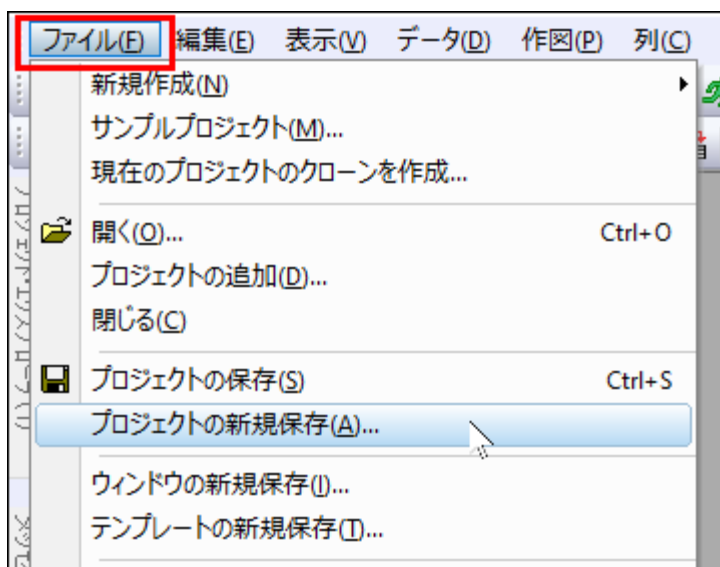 ファイル(F) 編集(E) 表示(V) データ(D) 作図(P) 列(C)
新規作成(N)
サンプルプロジェクト(M)...
現在のプロジェクトのクローンを作成...
開く(O)... Ctrl+O
プロジェクトの追加(D)...
閉じる(C)
プロジェクトの保存(S) Ctrl+S
プロジェクトの新規保存(A)...
ウィンドウの新規保存(I)...
テンプレートの新規保存(T)...